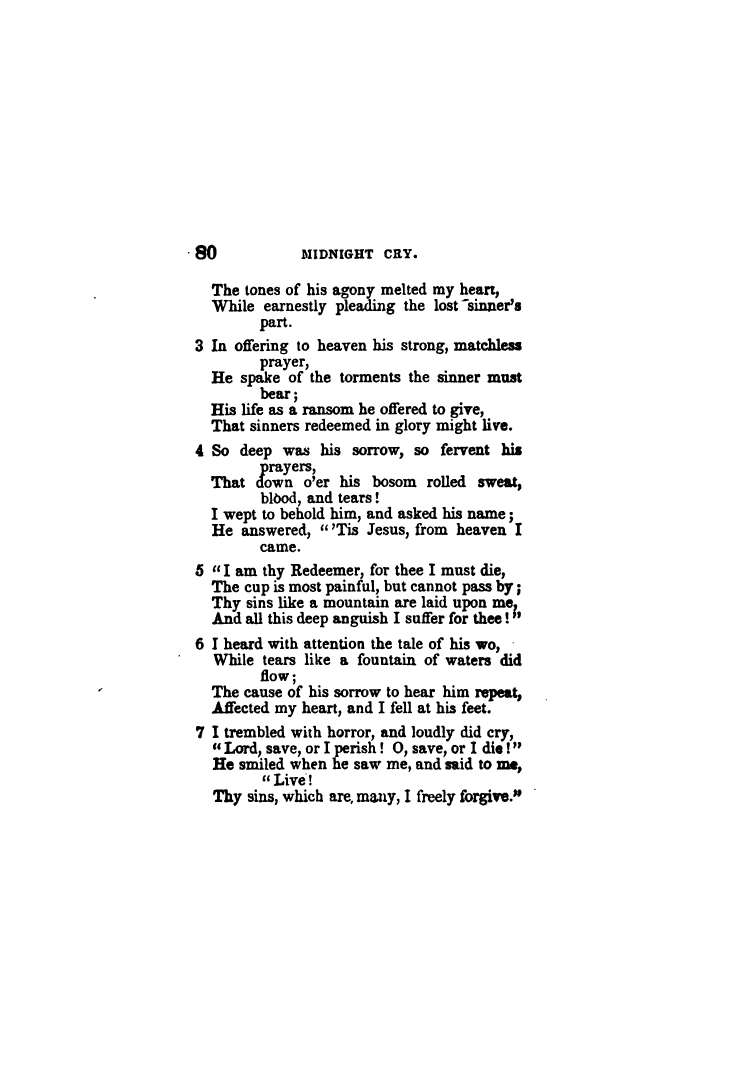 80 MIDNIGHT CRY.
The tones of his agony melted my heart,
While earnestly pleading the lost sinner's
part.
3 In offering to heaven his strong, matchless
prayer,
He spake of the torments the sinner must
bear;
His life as a ransom he offered to give,
That sinners redeemed in glory might live.
4 So deep was his sorrow, so fervent his
prayers,
That down o'er his bosom rolled sweat,
blood, and tears!
I wept to behold him, and asked his name;
He answered, "'Tis Jesus, from heaven I
came.
5 "I am thy Redeemer, for thee I must die,
The cup is most painful, but cannot pass by;
Thy sins like a mountain are laid upon me,
And all this deep anguish I suffer for thee!"
6 I heard with attention the tale of his wo,
While tears like a fountain of waters did
flow;
The cause of his sorrow to hear him repeat,
Affected my heart, and I fell at his feet.
7 I trembled with horror, and loudly did cry,
"Lord, save, or I perish! O, save, or I die!"
He smiled when he saw me, and said to me,
"Live!
Thy sins, which are, many, I freely forgive."